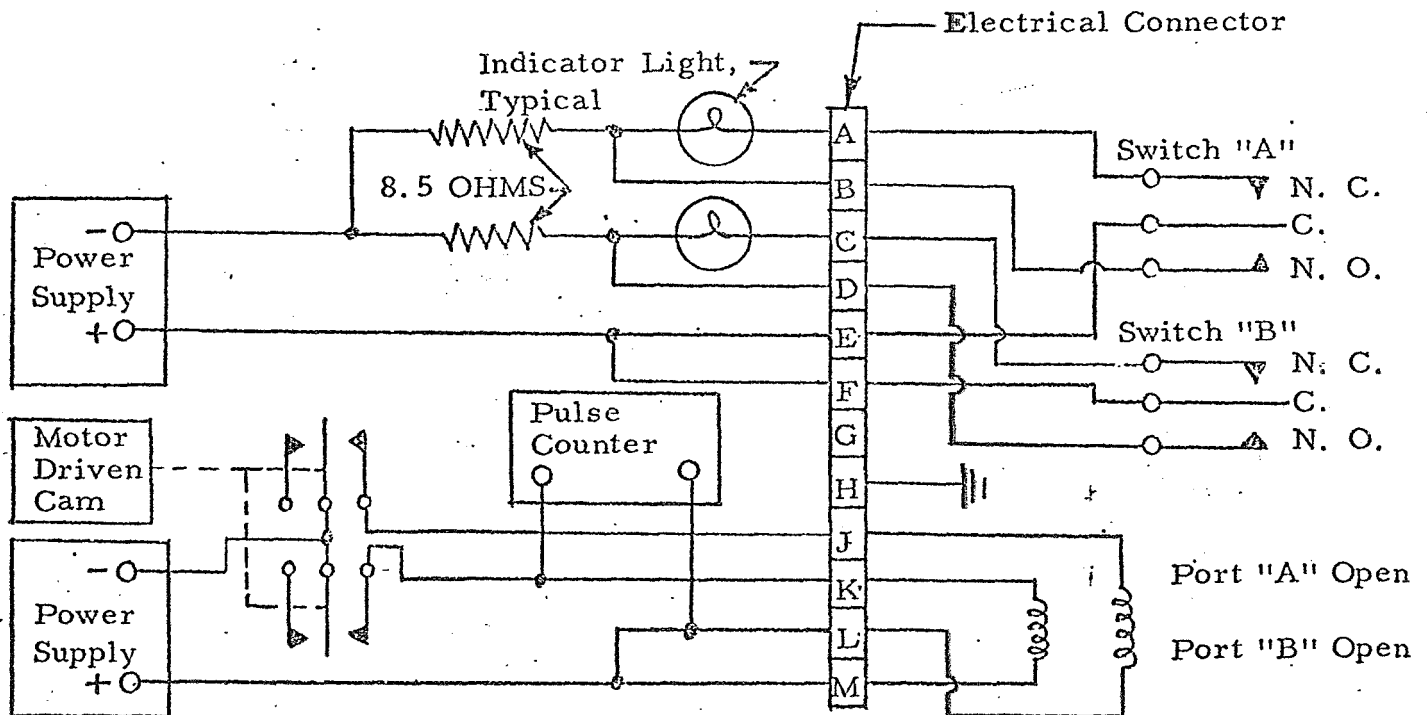 Electrical Connector
Indicator Light,
Typical
A
Switch "A"
8.5 OHMS
B
N. C.
C
C.
−
Power
Supply
+
D
N. O.
E
Switch "B"
N. C.
F
C.
Motor
Driven
Cam
Pulse
Counter
G
N. O.
H
J
−
K
Port "A" Open
Power
Supply
+
L
Port "B" Open
M